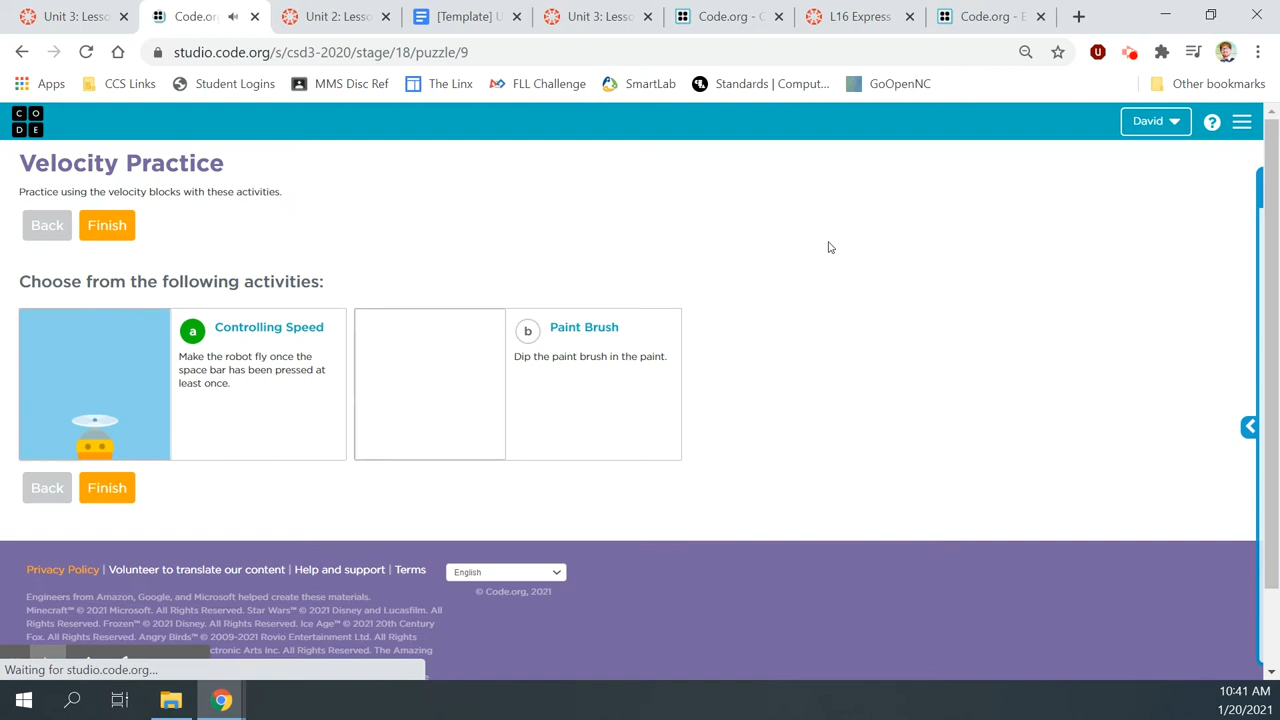 Unit 3: Lesso
Code.or
Unit 2: Lesso
[Template] U
Unit 3: Lesso
Code.org - C
L16 Express
Code.org - E
studio.code.org/s/csd3-2020/stage/18/puzzle/9
Apps
CCS Links
Student Logins
MMS Disc Ref
The Linx
FLL Challenge
SmartLab
Standards | Comput...
GoOpenNC
Other bookmarks
C O
D E
David
Velocity Practice
Practice using the velocity blocks with these activities.
Back
Finish
Choose from the following activities:
a
Controlling Speed
Make the robot fly once the
space bar has been pressed at
least once.
b
Paint Brush
Dip the paint brush in the paint.
Back
Finish
Privacy Policy | Volunteer to translate our content | Help and support | Terms
English
© Code.org, 2021
Engineers from Amazon, Google, and Microsoft helped create these materials.
Minecraft™ © 2021 Microsoft. All Rights Reserved. Star Wars™ © 2021 Disney and Lucasfilm. All
Rights Reserved. Frozen™ © 2021 Disney. All Rights Reserved. Ice Age™ © 2021 20th Century
Fox. All Rights Reserved. Angry Birds™ © 2009-2021 Rovio Entertainment Ltd. All Rights
ctronic Arts Inc. All Rights Reserved. The Amazing
Waiting for studio.code.org...
10:41 AM
1/20/2021